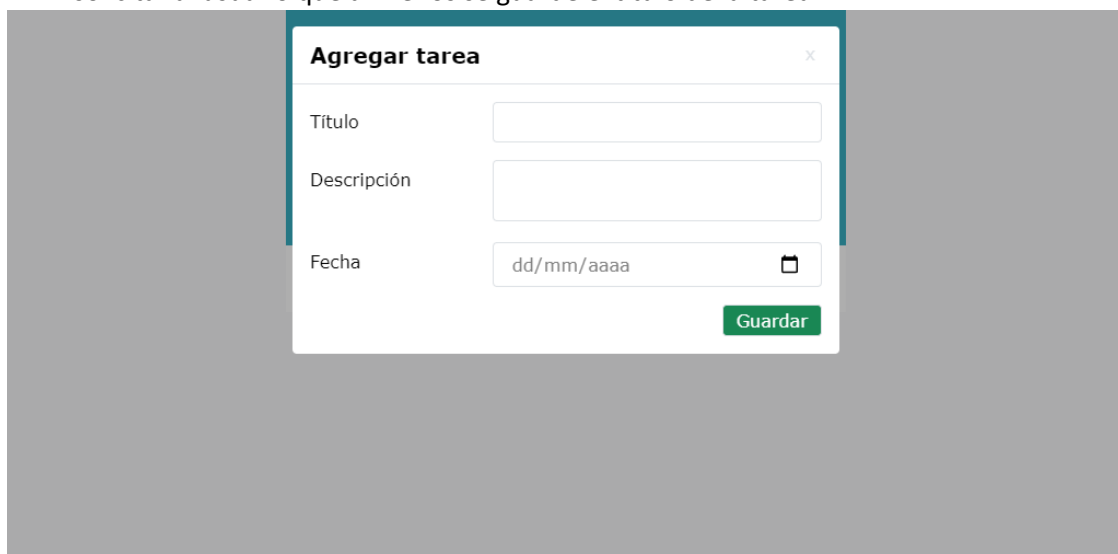 Agregar tarea x
Título
Descripción
Fecha dd/mm/aaaa
Guardar